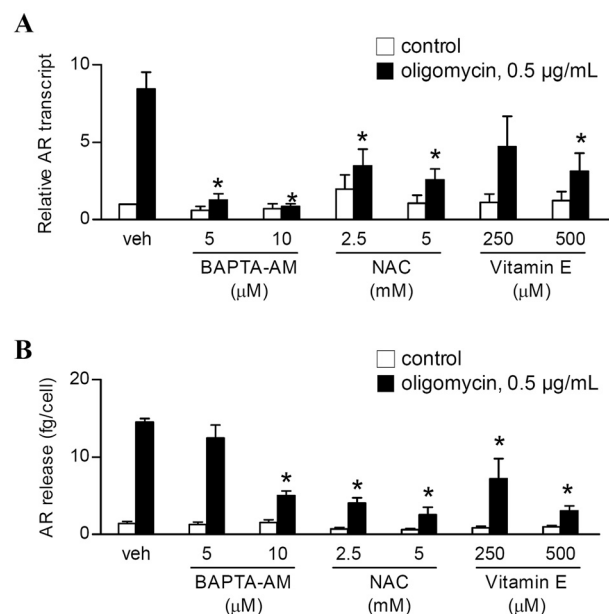 A
control
oligomycin, 0.5 µg/mL
Relative AR transcript
10
5
0
*
*
*
*
*
veh
5
10
2.5
5
250
500
BAPTA-AM
NAC
Vitamin E
(µM)
(mM)
(µM)
B
control
oligomycin, 0.5 µg/mL
AR release (fg/cell)
20
10
0
*
*
*
*
*
veh
5
10
2.5
5
250
500
BAPTA-AM
NAC
Vitamin E
(µM)
(mM)
(µM)